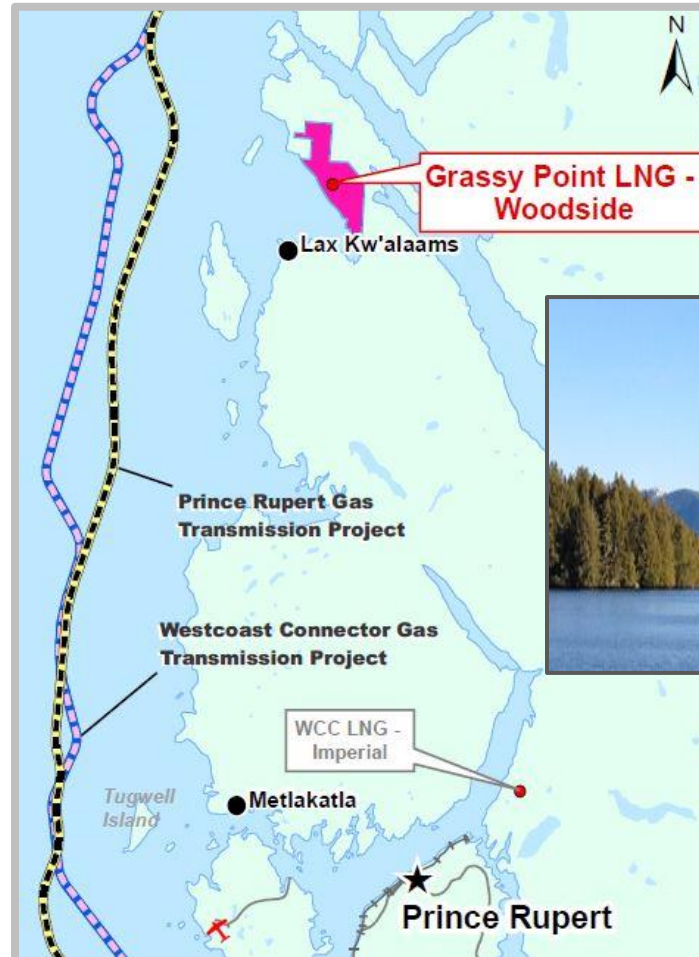 N
Grassy Point LNG -
Woodside
Lax Kw'alaams
Prince Rupert Gas
Transmission Project
Westcoast Connector Gas
Transmission Project
WCC LNG -
Imperial
Tugwell
Island
Metlakatla
Prince Rupert